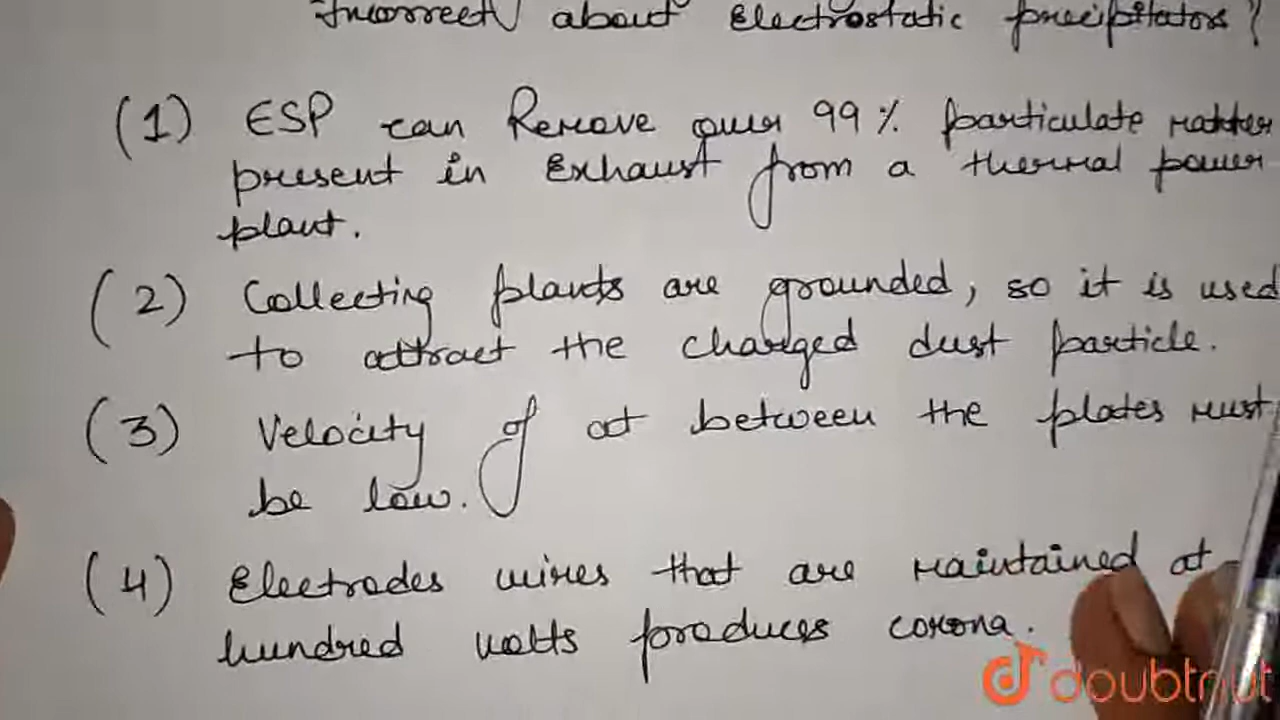 Incorrect about Electrostatic precipitators?
(1) ESP can Remove over 99% particulate matter
present in Exhaust from a thermal power
plant.
(2) Collecting plants are grounded, so it is used
to attract the charged dust particle.
(3) Velocity of at between the plates must
be low.
(4) Electrodes wires that are maintained at
hundred volts produces corona.
doubtnut